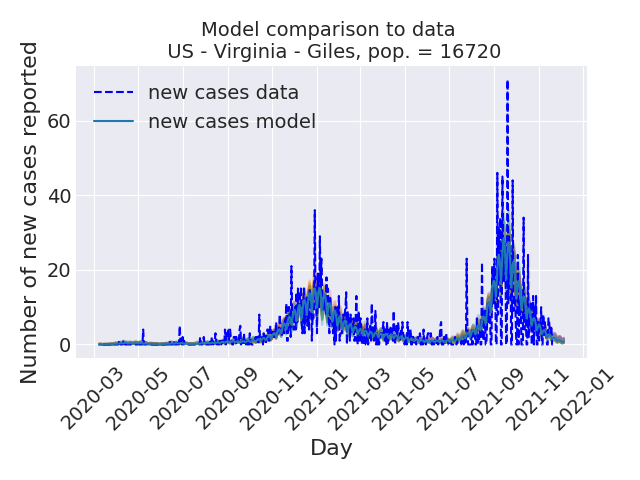 Model comparison to data
US - Virginia - Giles, pop. = 16720
Number of new cases reported
new cases data
new cases model
60
40
20
0
2020-03
2020-05
2020-07
2020-09
2020-11
2021-01
2021-03
2021-05
2021-07
2021-09
2021-11
2022-01
Day